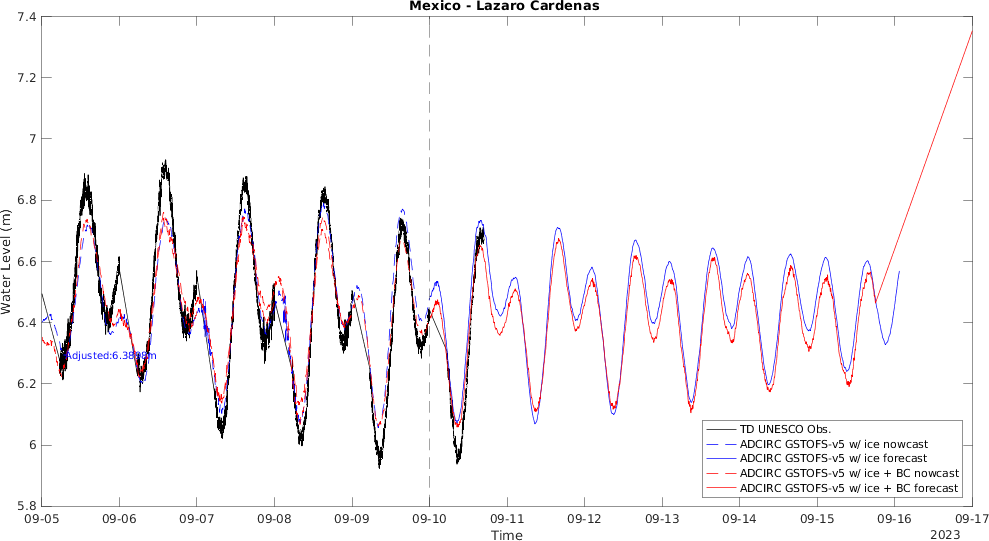 Mexico - Lazaro Cardenas
7.4
7.2
7
6.8
6.6
6.4
6.2
6
5.8
Water Level (m)
Adjusted:6.3898m
TD UNESCO Obs.
ADCIRC GSTOFS-v5 w/ ice nowcast
ADCIRC GSTOFS-v5 w/ ice forecast
ADCIRC GSTOFS-v5 w/ ice + BC nowcast
ADCIRC GSTOFS-v5 w/ ice + BC forecast
09-05 09-06 09-07 09-08 09-09 09-10 09-11 09-12 09-13 09-14 09-15 09-16 09-17
Time
2023